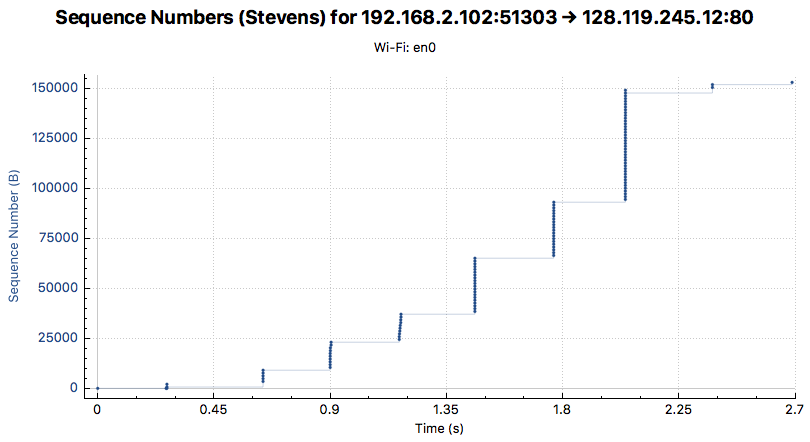 Sequence Numbers (Stevens) for 192.168.2.102:51303 → 128.119.245.12:80
Wi-Fi: en0
Sequence Number (B)
150000
125000
100000
75000
50000
25000
0
0 0.45 0.9 1.35 1.8 2.25 2.7
Time (s)